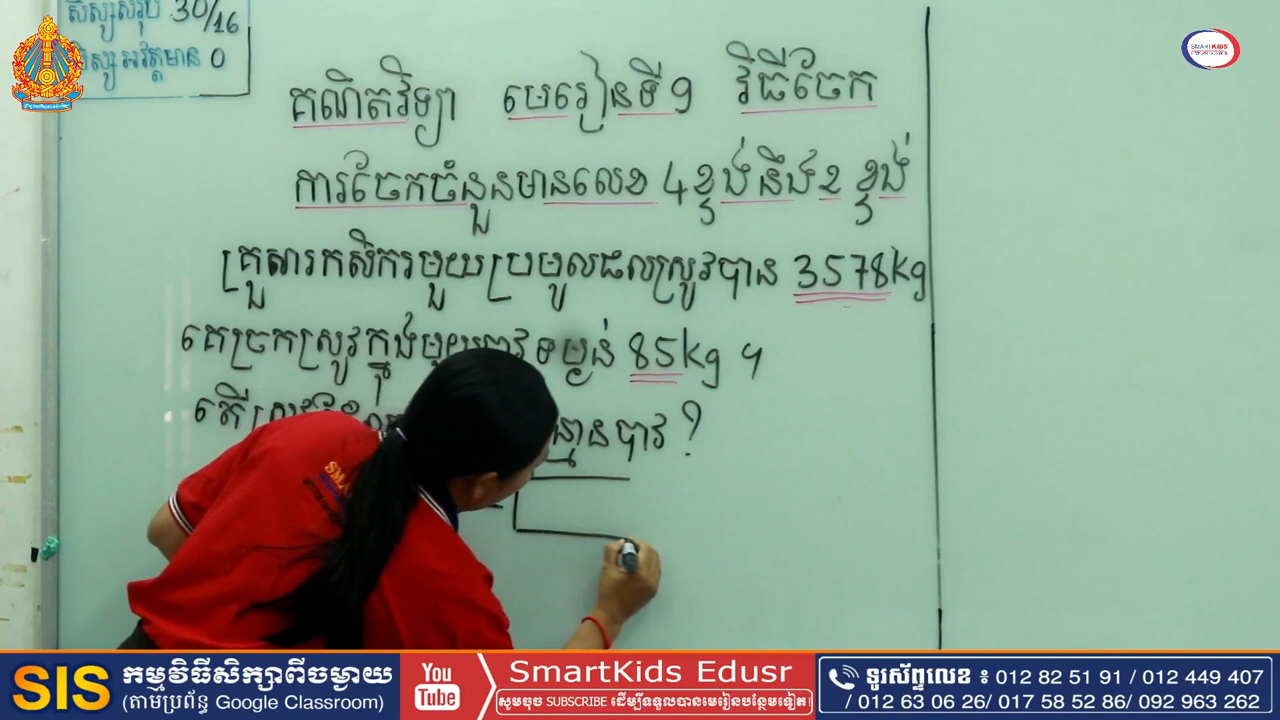 សិស្សសរុប 30/16
សិស្ស អវត្តមាន 0
SMART KIDS
គណិតវិទ្យា មេរៀនទី 9 វិធីចែក
ការចែកចំនួនមានលេខ 4 ខ្ទង់នឹង 2 ខ្ទង់
គ្រួសារកសិករមួយប្រមូលផលស្រូវបាន 3578kg
គេច្រកស្រូវក្នុងមួយបាវទម្ងន់ 85kg ។
តើ បាវ ?
SIS កម្មវិធីសិក្សាពីចម្ងាយ
(តាមប្រព័ន្ធ Google Classroom)
You Tube
SmartKids Edusr
សូមចុច SUBSCRIBE ដើម្បីទទួលបានមេរៀនបន្ថែមទៀត!
ទូរស័ព្ទលេខ ៖ 012 82 51 91 / 012 449 407
/ 012 63 06 26/ 017 58 52 86/ 092 963 262